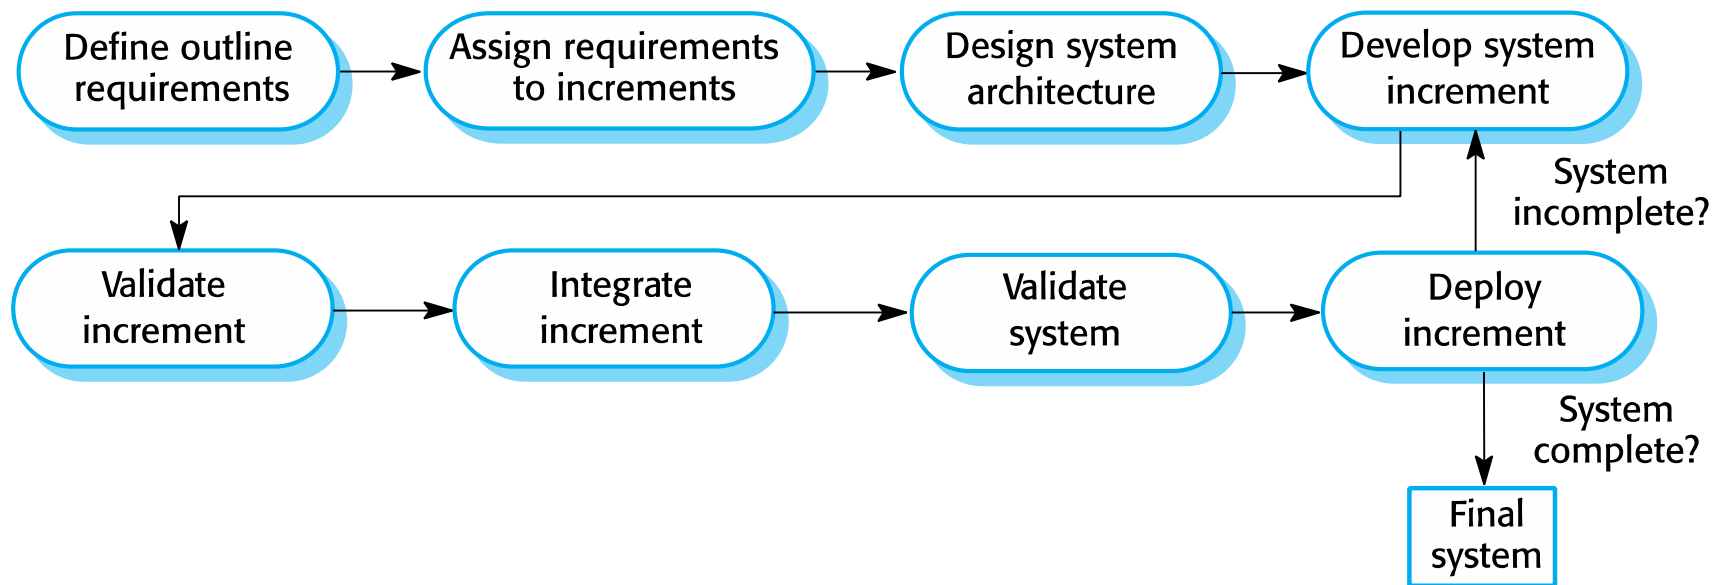 Define outline
requirements
Assign requirements
to increments
Design system
architecture
Develop system
increment
System
incomplete?
Validate
increment
Integrate
increment
Validate
system
Deploy
increment
System
complete?
Final
system